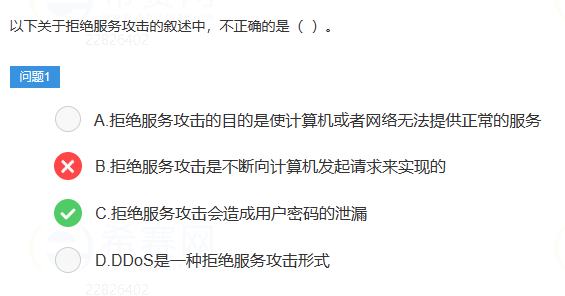 以下关于拒绝服务攻击的叙述中，不正确的是（ ）。
22826402
问题1
A.拒绝服务攻击的目的是使计算机或者网络无法提供正常的服务
B.拒绝服务攻击是不断向计算机发起请求来实现的
C.拒绝服务攻击会造成用户密码的泄漏
希赛网
D.DDoS是一种拒绝服务攻击形式
22826402